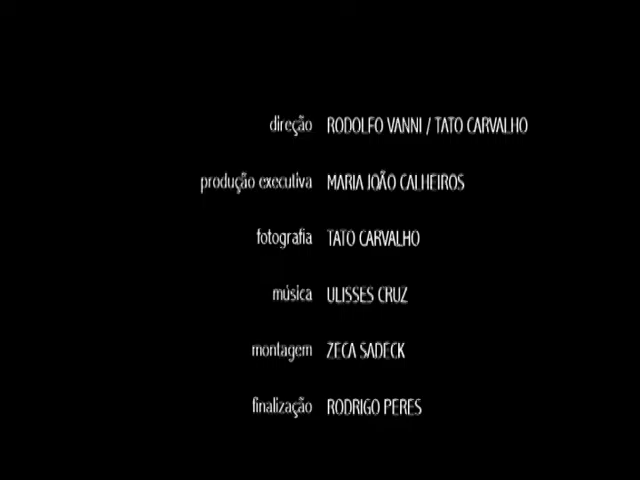 direção RODOLFO VANNI / TATO CARVALHO
produção executiva MARIA JOÃO CALHEIROS
fotografia TATO CARVALHO
música ULISSES CRUZ
montagem ZECA SADECK
finalização RODRIGO PERES